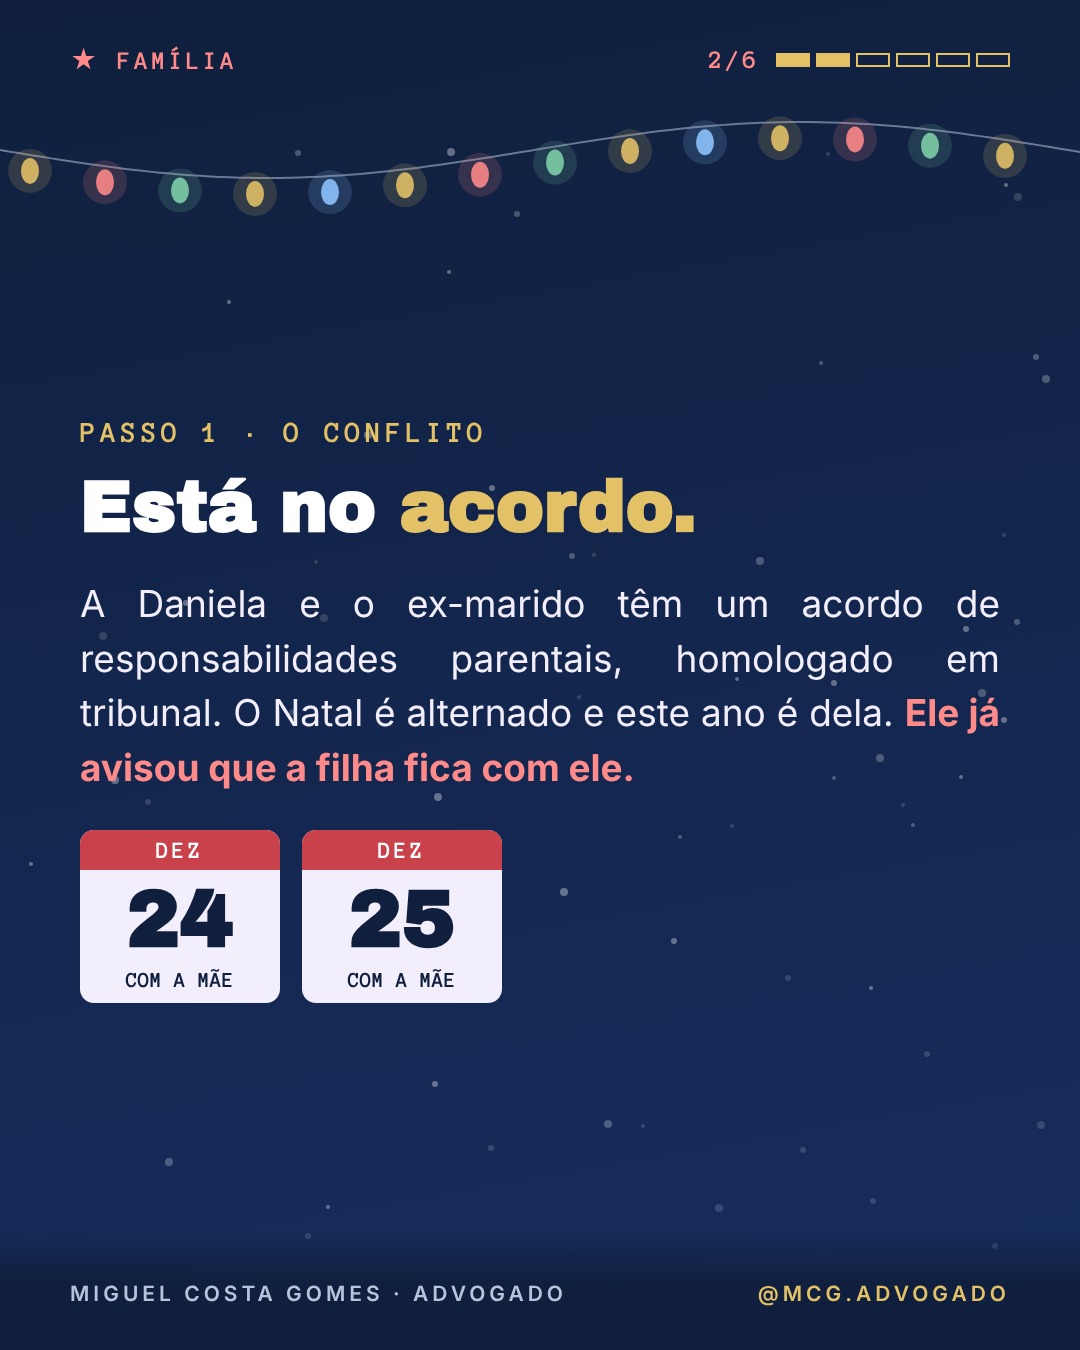 ★ FAMÍLIA
2/6
PASSO 1 · O CONFLITO
Está no acordo.
A Daniela e o ex-marido têm um acordo de
responsabilidades parentais, homologado em
tribunal. O Natal é alternado e este ano é dela. Ele já
avisou que a filha fica com ele.
DEZ
24
COM A MÃE
DEZ
25
COM A MÃE
MIGUEL COSTA GOMES · ADVOGADO
@MCG.ADVOGADO